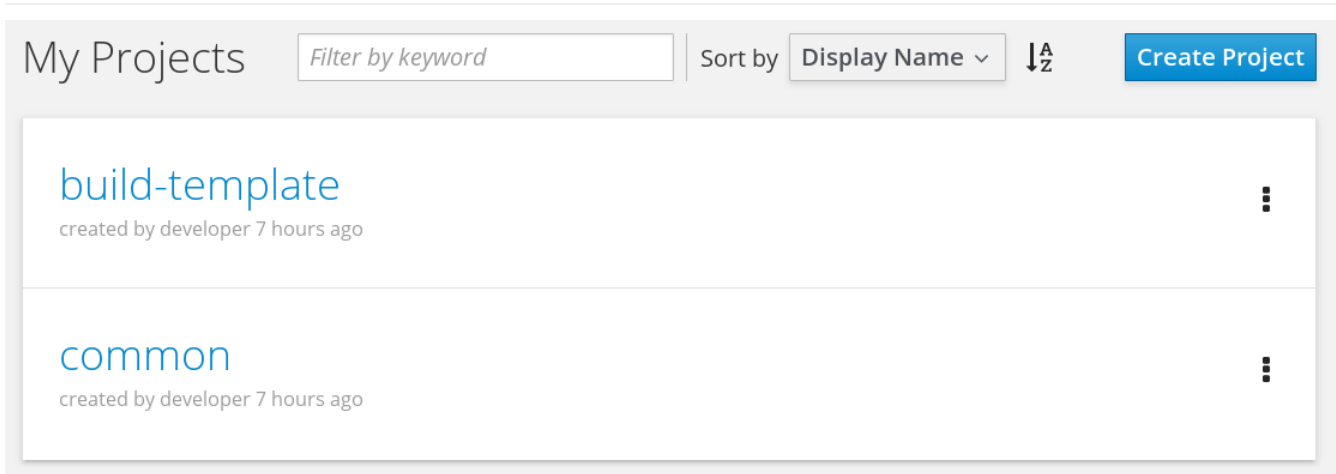 My Projects Filter by keyword Sort by Display Name A Z Create Project
build-template
created by developer 7 hours ago
common
created by developer 7 hours ago